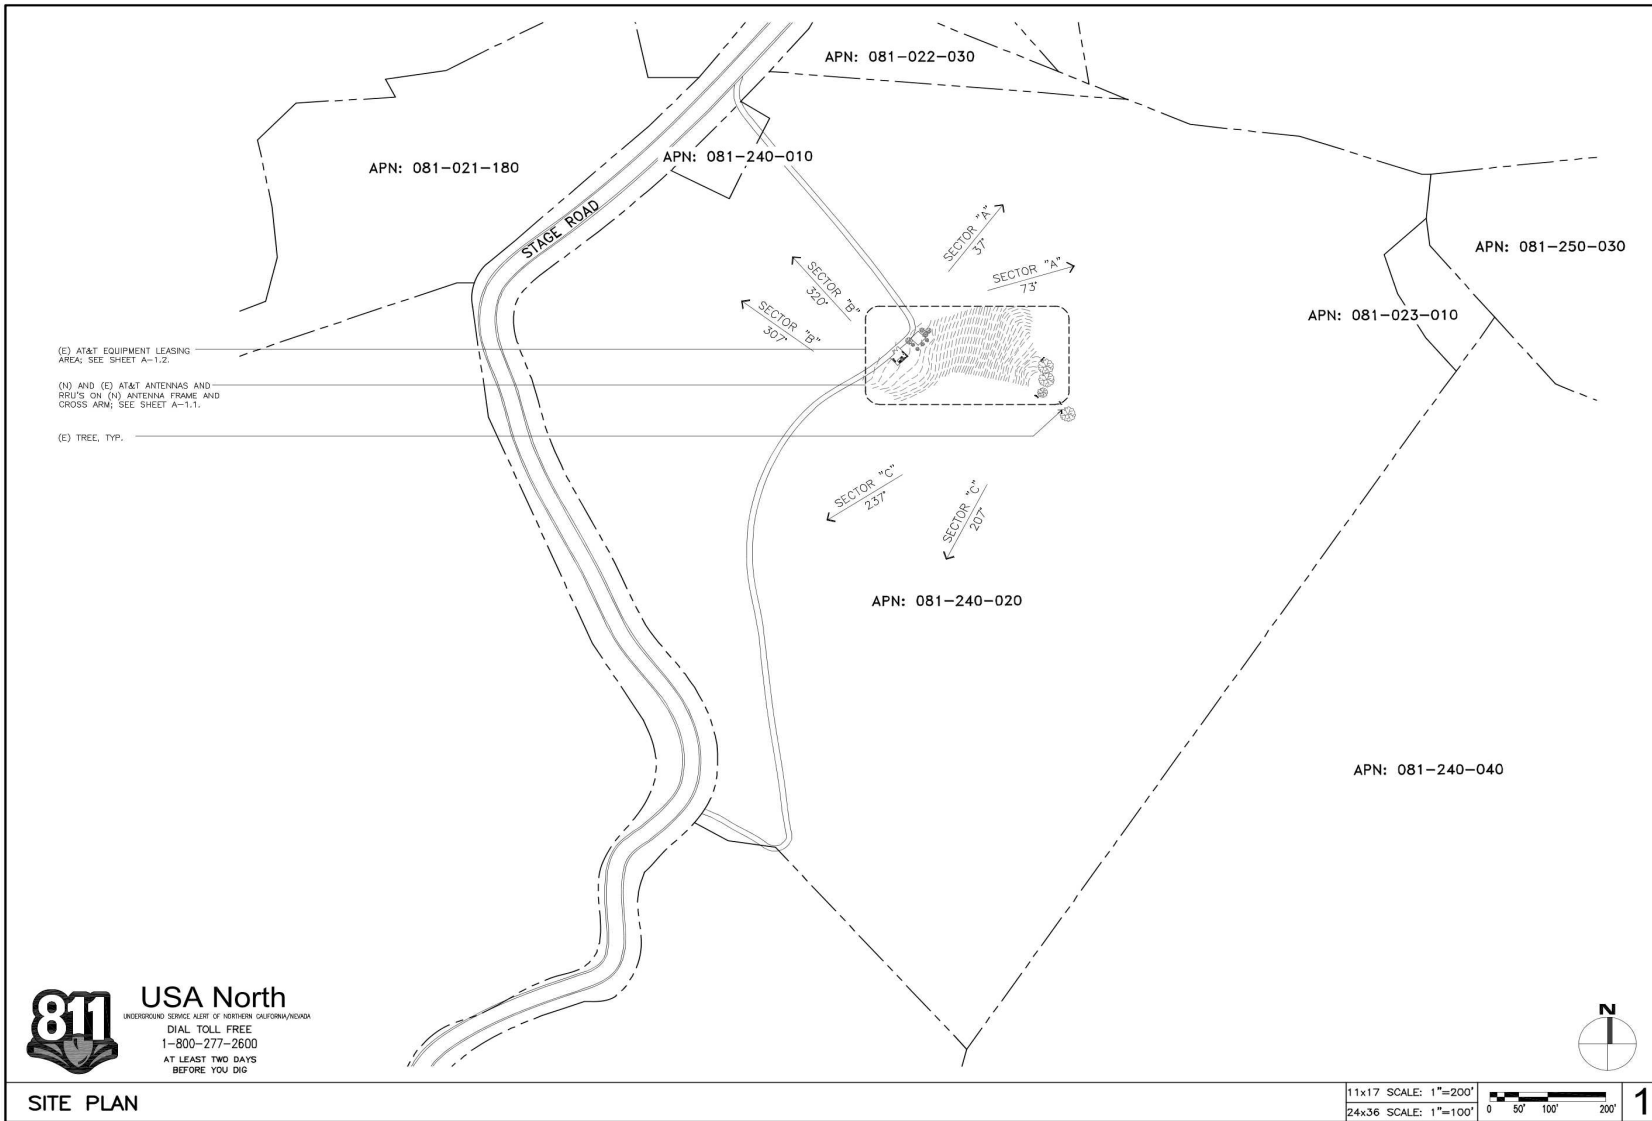 APN: 081-022-030
APN: 081-021-180
APN: 081-240-010
STAGE ROAD
SECTOR "A"
37°
SECTOR "A"
73°
SECTOR "B"
320°
SECTOR "B"
307°
APN: 081-250-030
APN: 081-023-010
(E) AT&T EQUIPMENT LEASING
AREA; SEE SHEET A-1.2.
(N) AND (E) AT&T ANTENNAS AND
RRU'S ON (N) ANTENNA FRAME AND
CROSS ARM; SEE SHEET A-1.1.
(E) TREE, TYP.
SECTOR "C"
237°
SECTOR "C"
207°
APN: 081-240-020
APN: 081-240-040
811
USA North
UNDERGROUND SERVICE ALERT OF NORTHERN CALIFORNIA/NEVADA
DIAL TOLL FREE
1-800-277-2600
AT LEAST TWO DAYS
BEFORE YOU DIG
N
SITE PLAN
11x17 SCALE: 1"=200'
24x36 SCALE: 1"=100'
0 50' 100' 200'
1